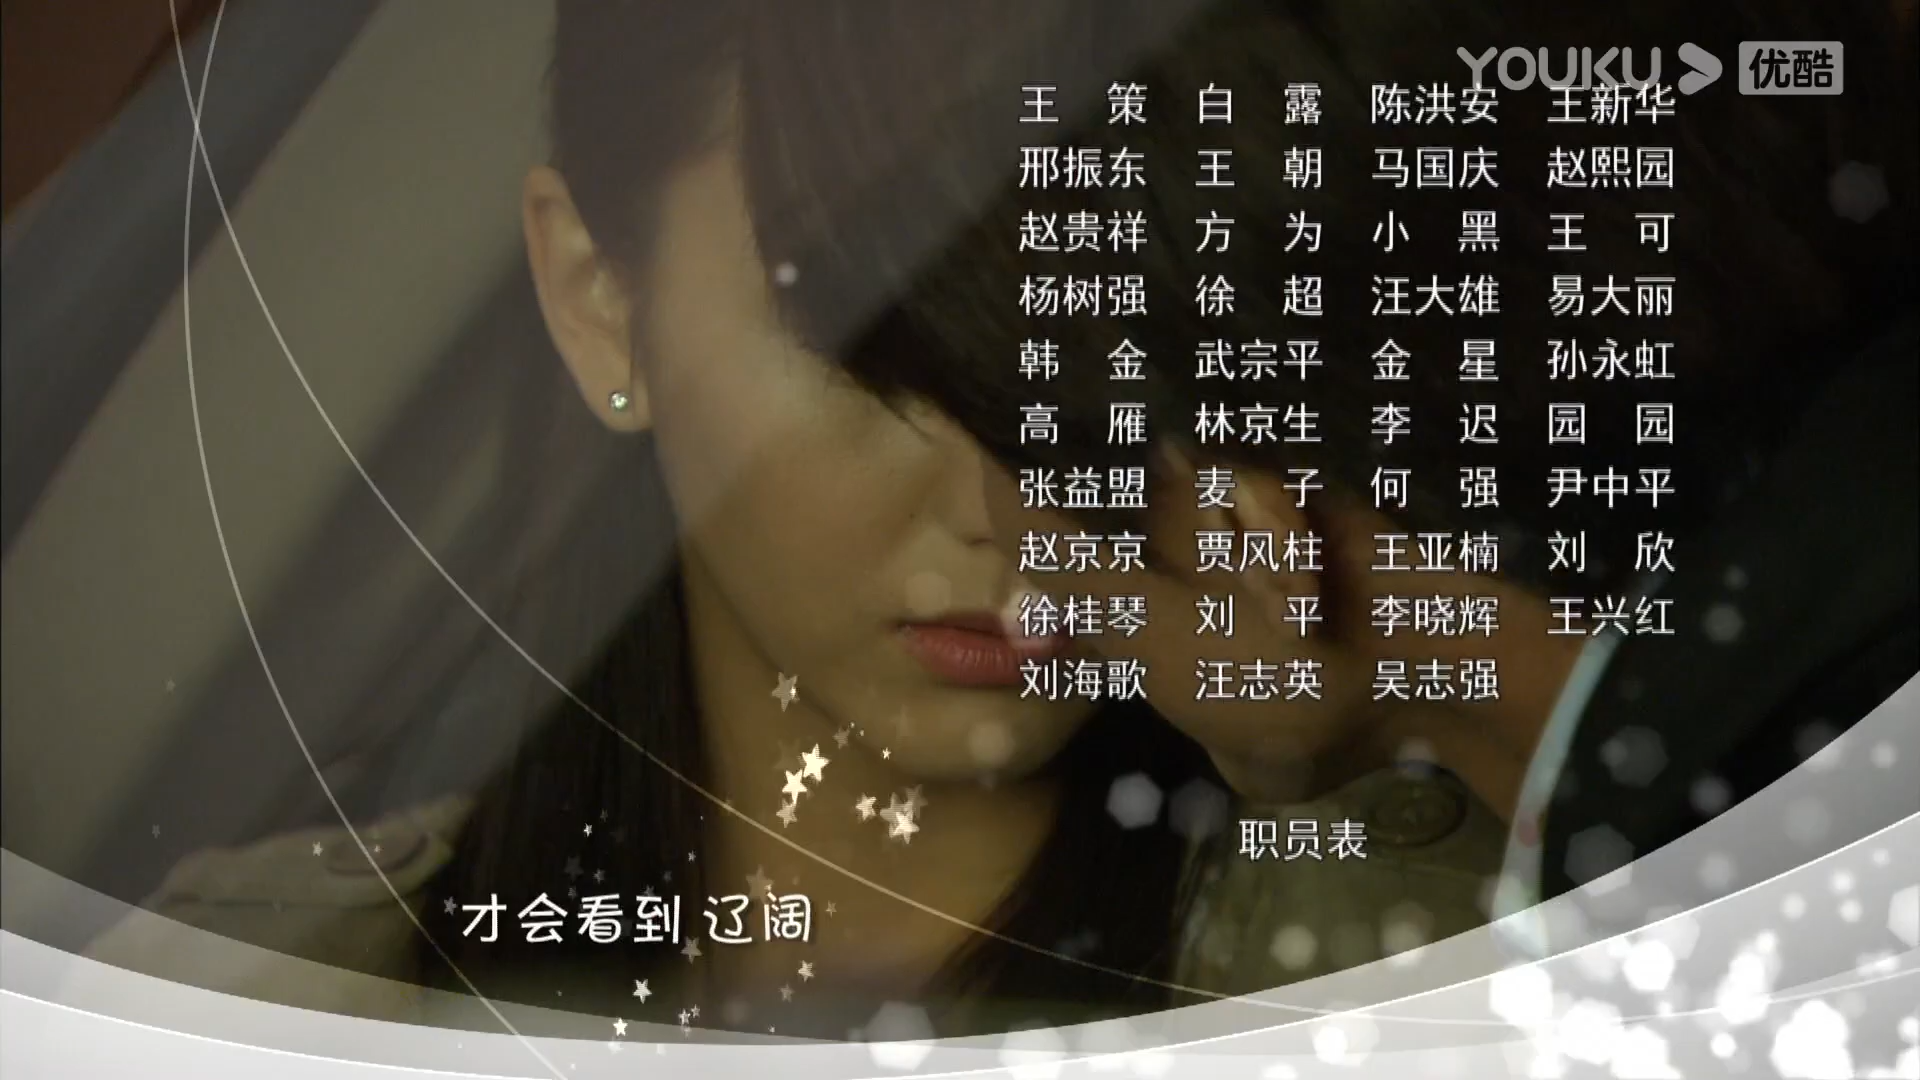 YOUKU 优酷
王 策 白 露 陈洪安 王新华
邢振东 王 朝 马国庆 赵熙园
赵贵祥 方 为 小 黑 王 可
杨树强 徐 超 汪大雄 易大丽
韩 金 武宗平 金 星 孙永虹
高 雁 林京生 李 迟 园 园
张益盟 麦 子 何 强 尹中平
赵京京 贾凤柱 王亚楠 刘 欣
徐桂琴 刘 平 李晓辉 王兴红
刘海歌 汪志英 吴志强
职员表
才会看到 辽阔